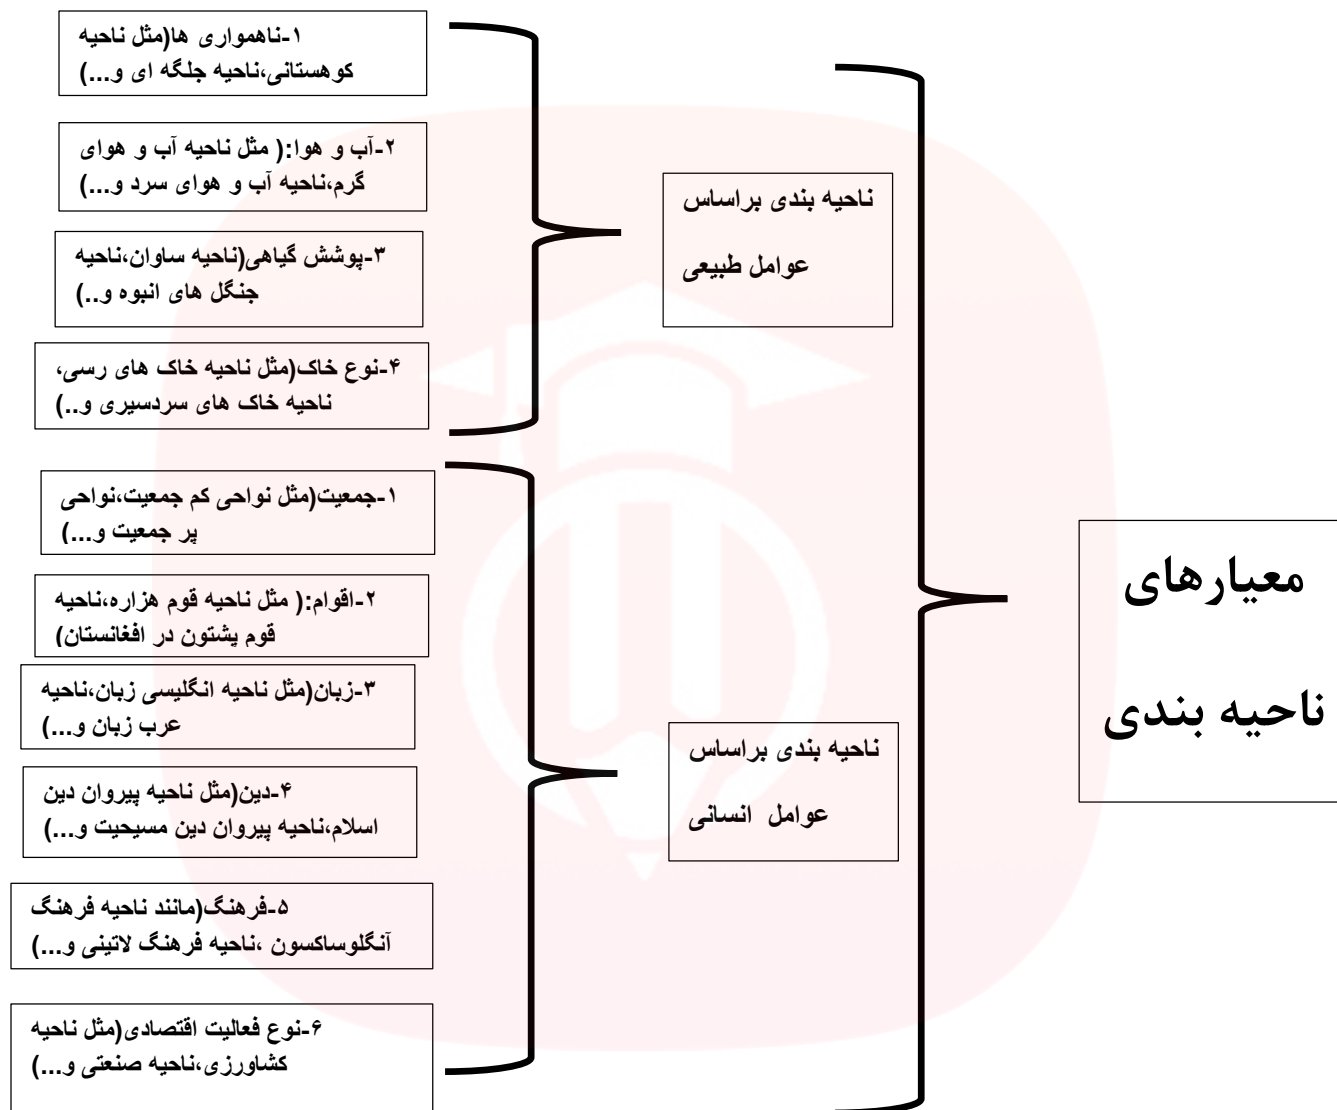 معیارهای
ناحیه بندی
ناحیه بندی براساس
عوامل طبیعی
۱-ناهمواری ها(مثل ناحیه
کوهستانی،ناحیه جلگه ای و...)
۲-آب و هوا:( مثل ناحیه آب و هوای
گرم،ناحیه آب و هوای سرد و...)
۳-پوشش گیاهی(ناحیه ساوان،ناحیه
جنگل های انبوه و..)
۴-نوع خاک(مثل ناحیه خاک های رسی،
ناحیه خاک های سردسیری و..)
ناحیه بندی براساس
عوامل انسانی
۱-جمعیت(مثل نواحی کم جمعیت،نواحی
پر جمعیت و...)
۲-اقوام:( مثل ناحیه قوم هزاره،ناحیه
قوم پشتون در افغانستان)
۳-زبان(مثل ناحیه انگلیسی زبان،ناحیه
عرب زبان و...)
۴-دین(مثل ناحیه پیروان دین
اسلام،ناحیه پیروان دین مسیحیت و...)
۵-فرهنگ(مانند ناحیه فرهنگ
آنگلوساکسون ،ناحیه فرهنگ لاتینی و...)
۶-نوع فعالیت اقتصادی(مثل ناحیه
کشاورزی،ناحیه صنعتی و...)